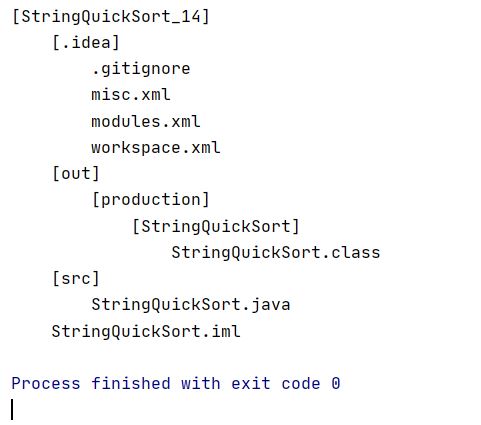 [StringQuickSort_14]
    [.idea]
        .gitignore
        misc.xml
        modules.xml
        workspace.xml
    [out]
        [production]
            [StringQuickSort]
                StringQuickSort.class
    [src]
        StringQuickSort.java
    StringQuickSort.iml
Process finished with exit code 0